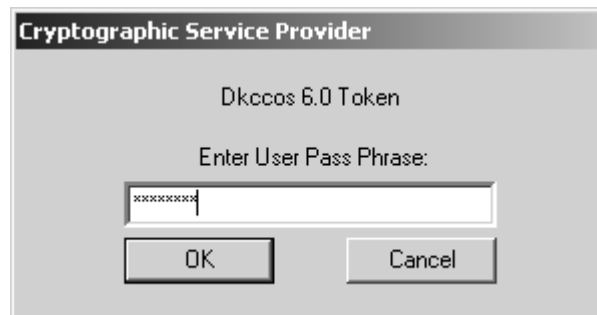 Cryptographic Service Provider
Dkccos 6.0 Token
Enter User Pass Phrase:
********
OK Cancel